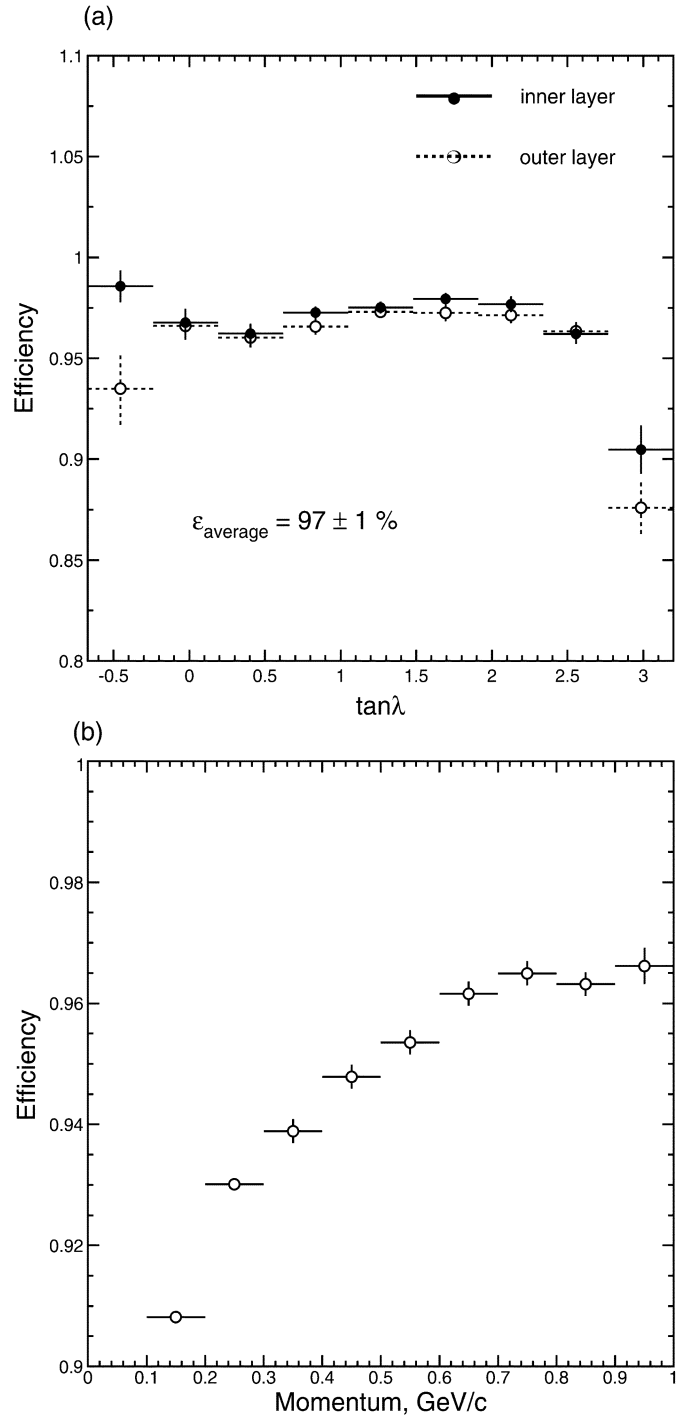 (a)
1.1
1.05
1
0.95
0.9
0.85
0.8
Efficiency
inner layer
outer layer
εaverage = 97 ± 1 %
-0.5 0 0.5 1 1.5 2 2.5 3
tanλ
(b)
1
0.98
0.96
0.94
0.92
0.9
Efficiency
0 0.1 0.2 0.3 0.4 0.5 0.6 0.7 0.8 0.9 1
Momentum, GeV/c